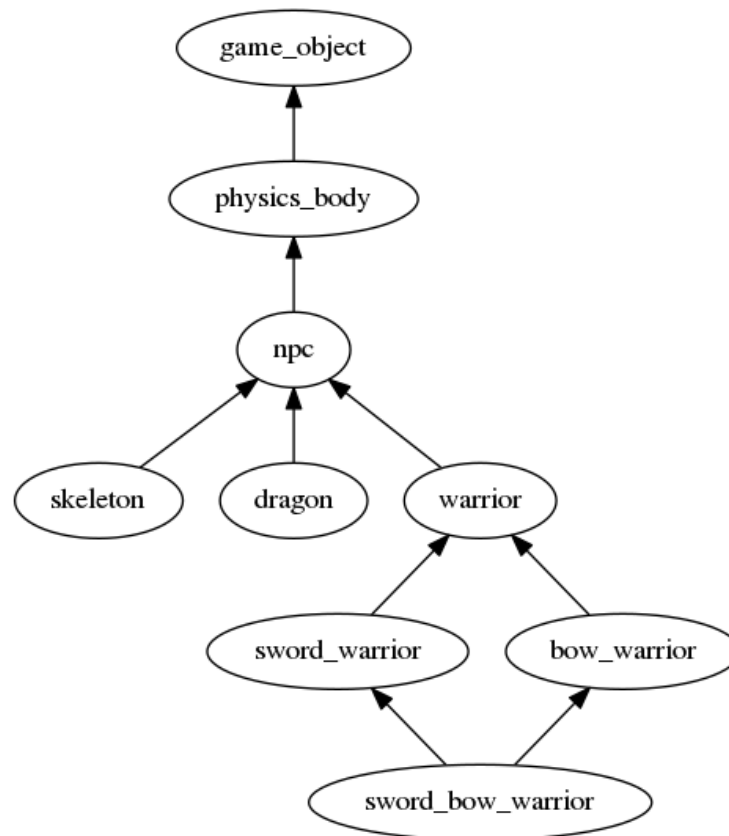 game_object
physics_body
npc
skeleton
dragon
warrior
sword_warrior
bow_warrior
sword_bow_warrior